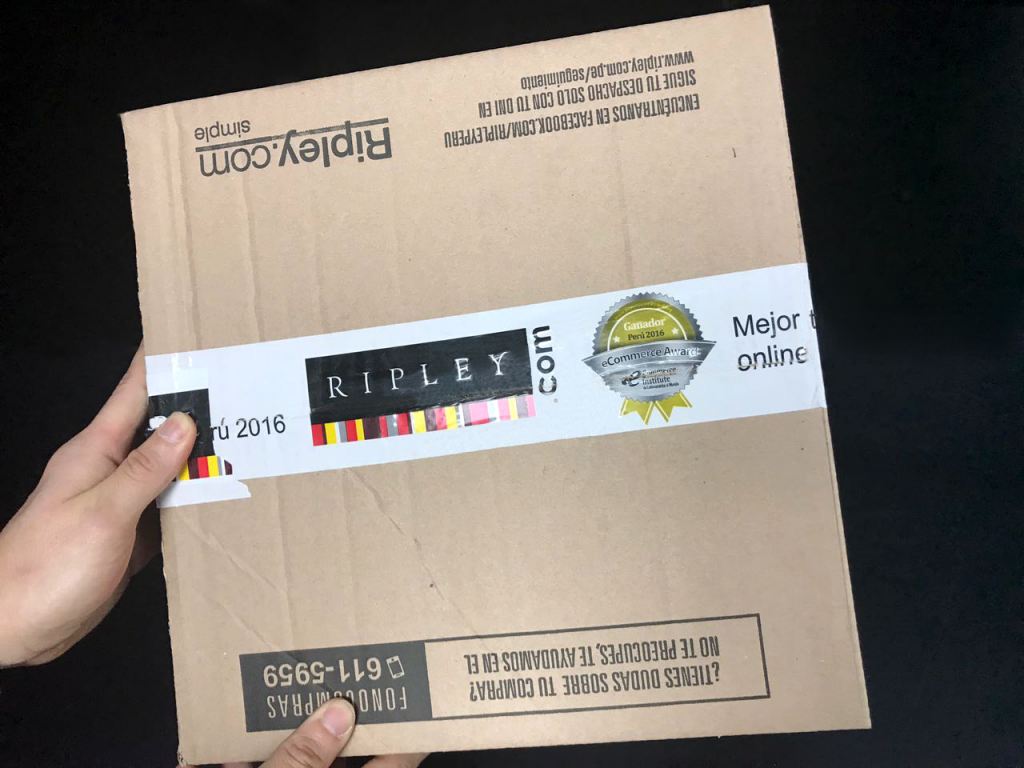 www.ripley.com.pe/seguimiento
SIGUE TU DESPACHO SOLO CON TU DNI EN
ENCUÉNTRANOS EN FACEBOOK.COM/RIPLEYPERU
Ripley.com
simple
rú 2016
RIPLEY
.com
Ganador
Perú 2016
eCommerce Award
eCommerce
Institute
Mejor t
online
¿TIENES DUDAS SOBRE TU COMPRA?
NO TE PREOCUPES, TE AYUDAMOS EN EL
FONOCOMPRAS
611-5959